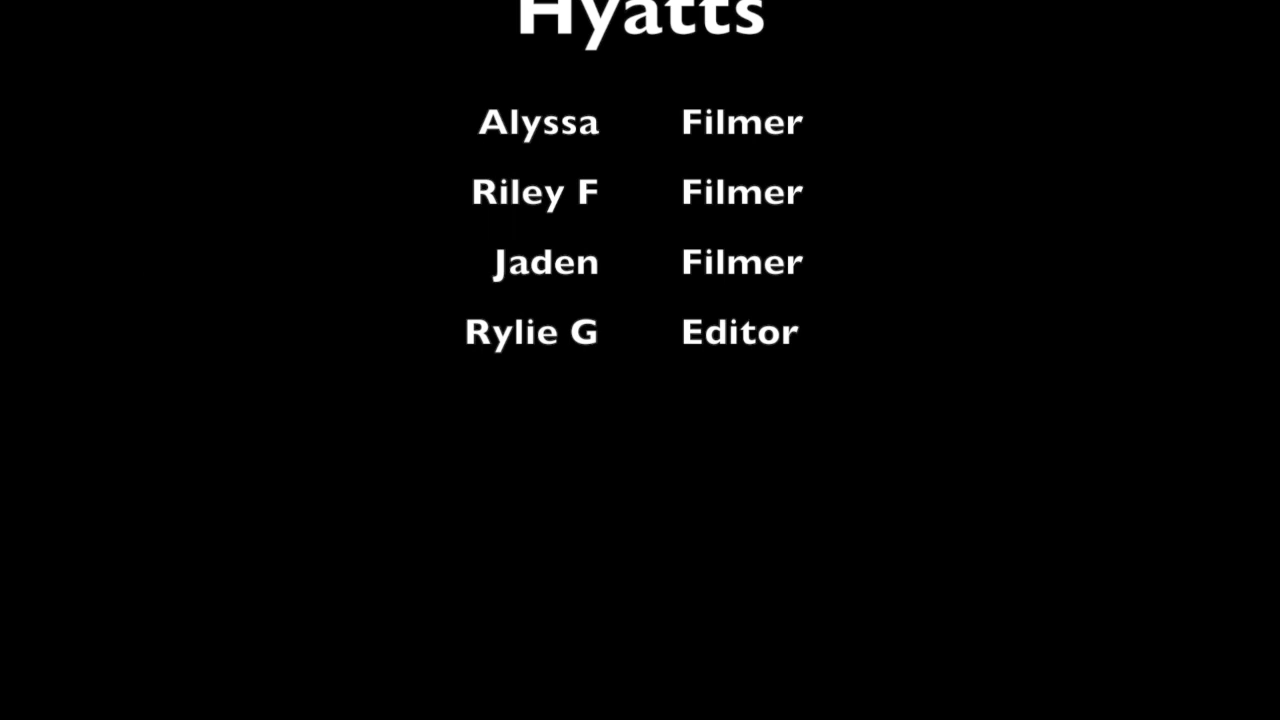 Hyatts
Alyssa Filmer
Riley F Filmer
Jaden Filmer
Rylie G Editor